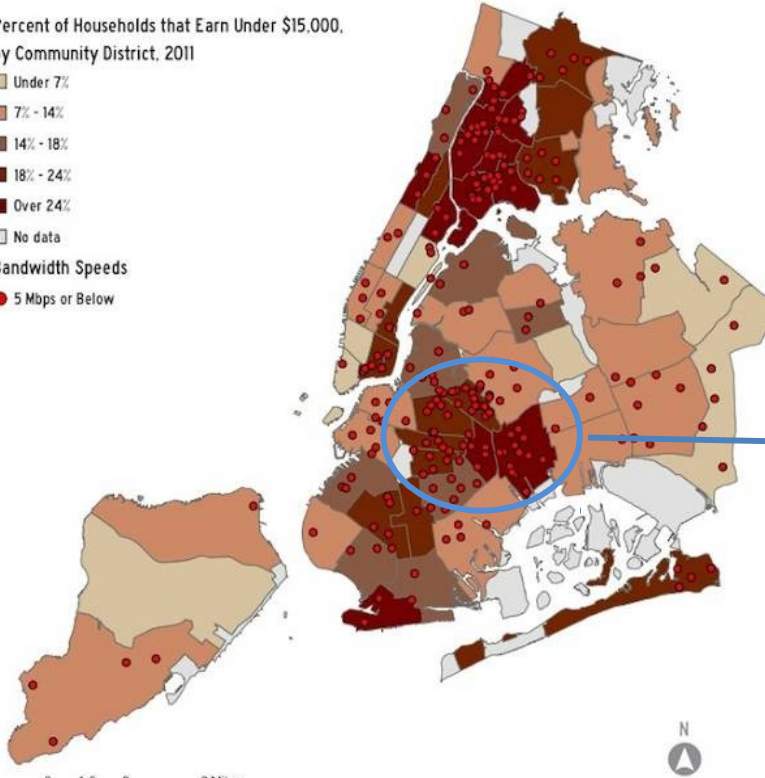 ercent of Households that Earn Under $15,000,
y Community District, 2011
Under 7%
7% - 14%
14% - 18%
18% - 24%
Over 24%
No data
andwidth Speeds
5 Mbps or Below
N